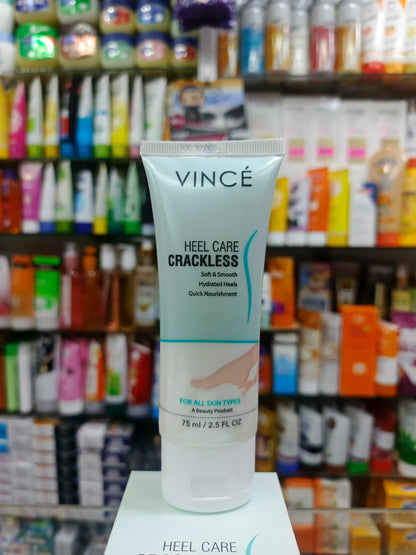 VINCÉ
HEEL CARE
CRACKLESS
Soft & Smooth
Hydrated Heels
Quick Nourishment
FOR ALL SKIN TYPES
A Beauty Product
75 ml / 2.5 FL OZ
HEEL CARE